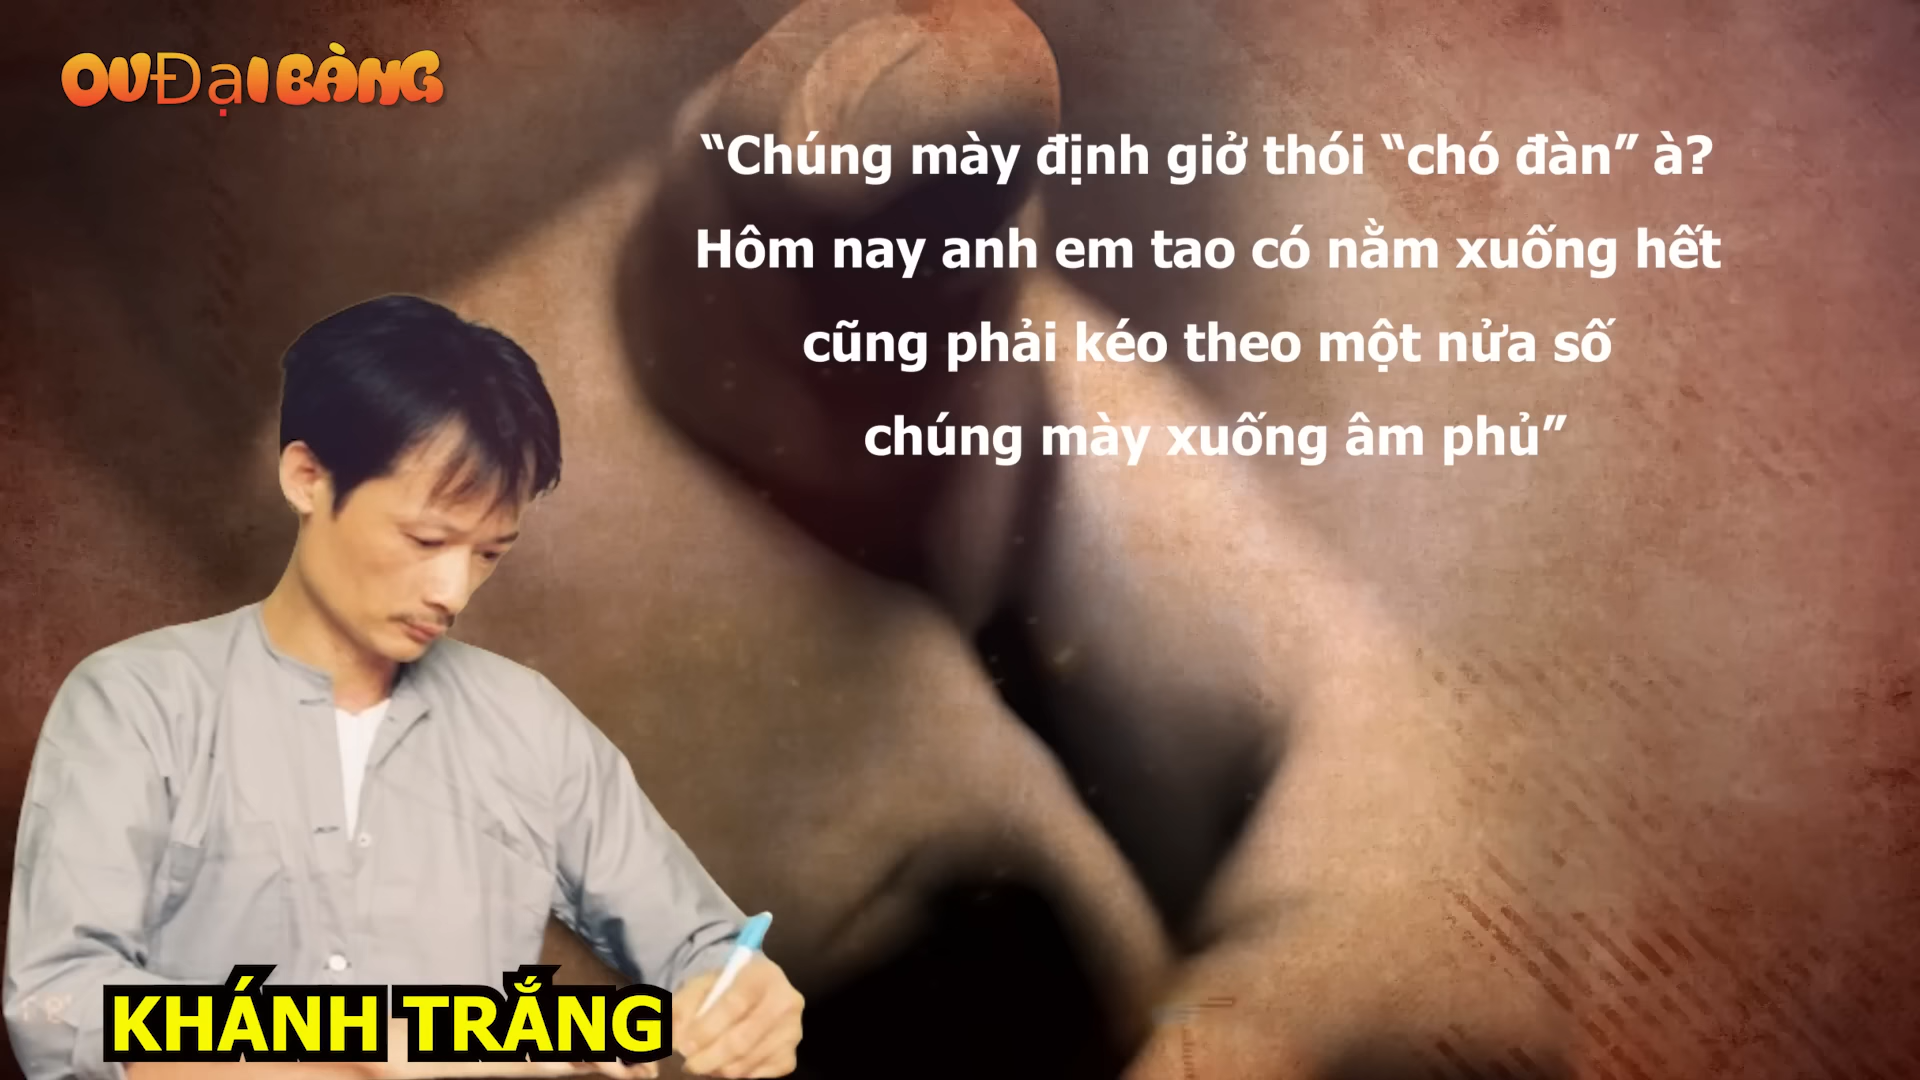 OUĐẠI BÀNG
“Chúng mày định giở thói “chó đàn” à?
Hôm nay anh em tao có nằm xuống hết
cũng phải kéo theo một nửa số
chúng mày xuống âm phủ”
KHÁNH TRẮNG